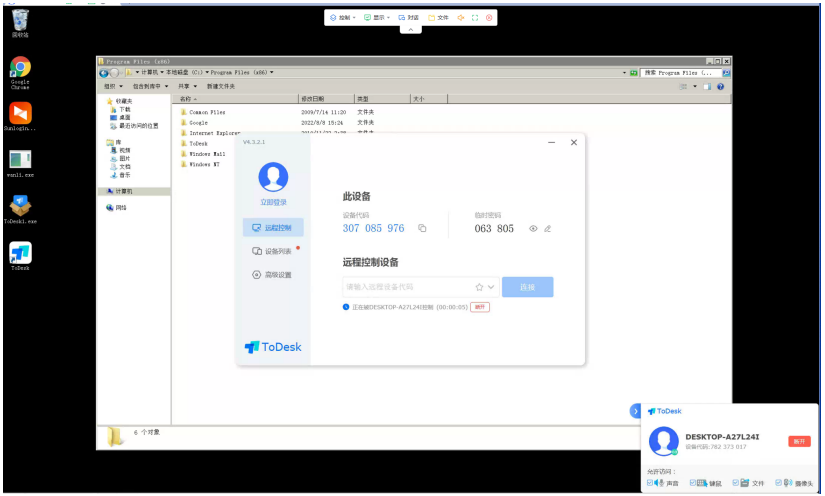 绘制 显示 对话 文件
回收站
Google Chrome
Sunlogin...
wan11.exe
ToDesk1.exe
ToDesk
Program Files (x86)
计算机 本地磁盘 (C:) Program Files (x86)
搜索 Program Files (...
组织 包含到库中 共享 新建文件夹
名称 修改日期 类型 大小
收藏夹
下载
桌面
最近访问的位置
库
视频
图片
文档
音乐
计算机
网络
Common Files 2009/7/14 11:20 文件夹
Google 2022/8/8 15:24 文件夹
Internet Explorer
ToDesk
Windows Mail
Windows NT
V4.3.2.1
立即登录
远程控制
设备列表
高级设置
ToDesk
此设备
设备代码 临时密码
307 085 976 063 805
远程控制设备
请输入远程设备代码 连接
正在被DESKTOP-A27L24I控制 (00:00:05) 断开
6 个对象
ToDesk
DESKTOP-A27L24I
设备代码:762 373 017
断开
允许访问：
声音 键鼠 文件 摄像头